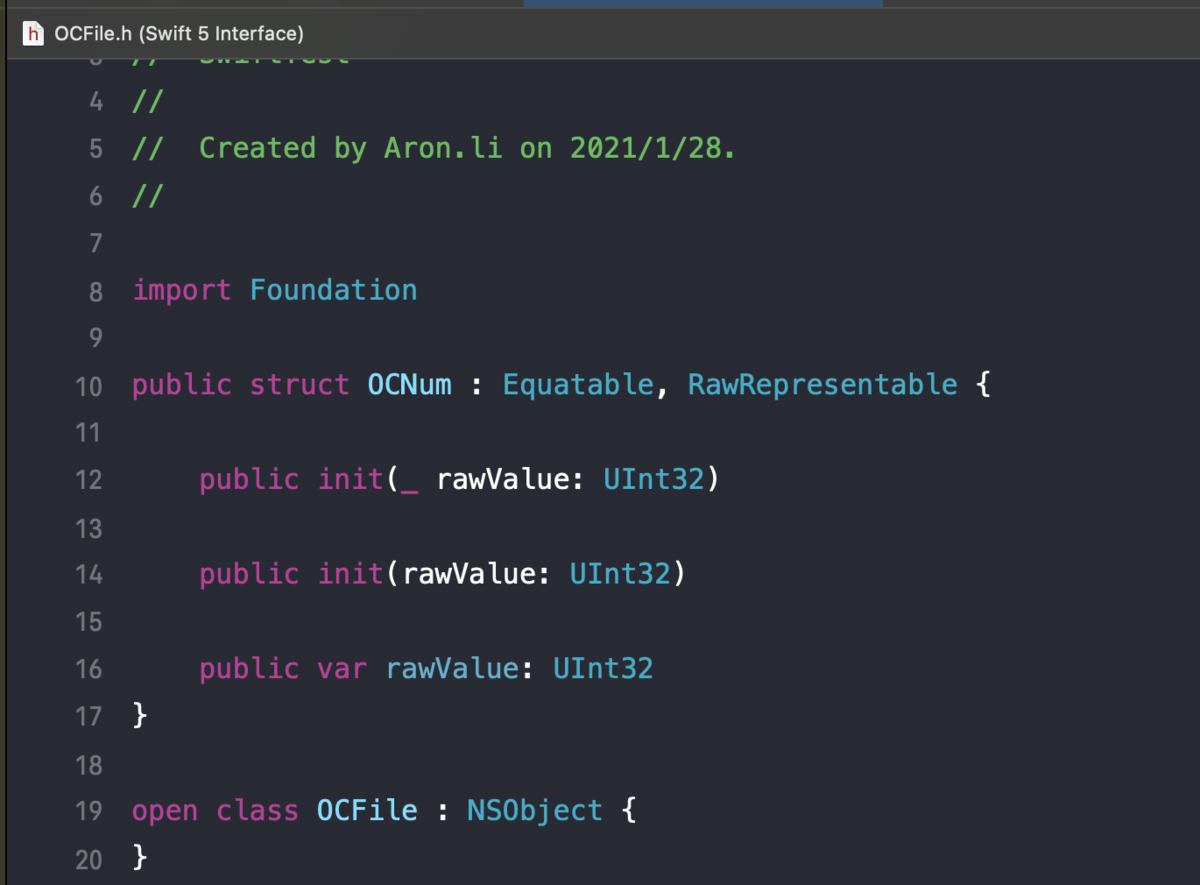 h OCFile.h (Swift 5 Interface)
4 //
5 // Created by Aron.li on 2021/1/28.
6 //
7
8 import Foundation
9
10 public struct OCNum : Equatable, RawRepresentable {
11
12 public init(_ rawValue: UInt32)
13
14 public init(rawValue: UInt32)
15
16 public var rawValue: UInt32
17 }
18
19 open class OCFile : NSObject {
20 }